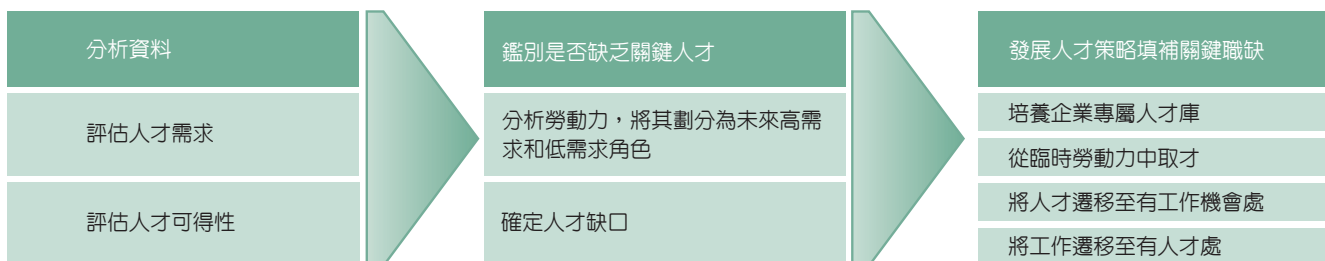 分析資料
評估人才需求
評估人才可得性
鑑別是否缺乏關鍵人才
分析勞動力，將其劃分為未來高需
求和低需求角色
確定人才缺口
發展人才策略填補關鍵職缺
培養企業專屬人才庫
從臨時勞動力中取才
將人才遷移至有工作機會處
將工作遷移至有人才處